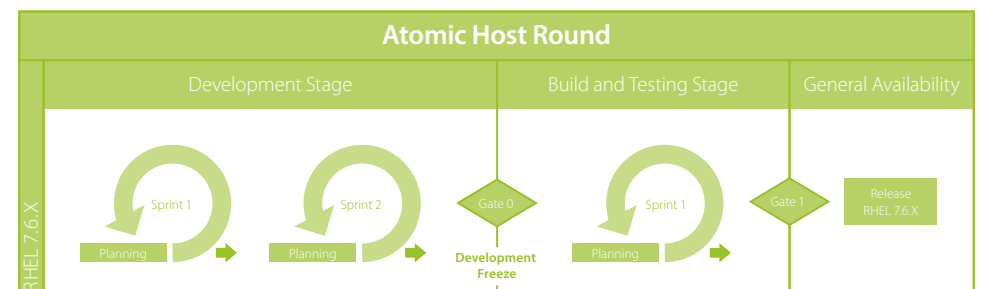 Atomic Host Round
Development Stage
Build and Testing Stage
General Availability
RHEL 7.6.X
Sprint 1
Planning
Sprint 2
Planning
Gate 0
Development
Freeze
Sprint 1
Planning
Gate 1
Release
RHEL 7.6.X